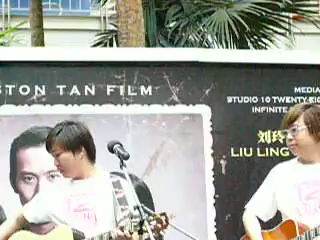 STON TAN FILM
MEDIA
STUDIO 10 TWENTY-EIG
INFINITE
刘玲
LIU LING